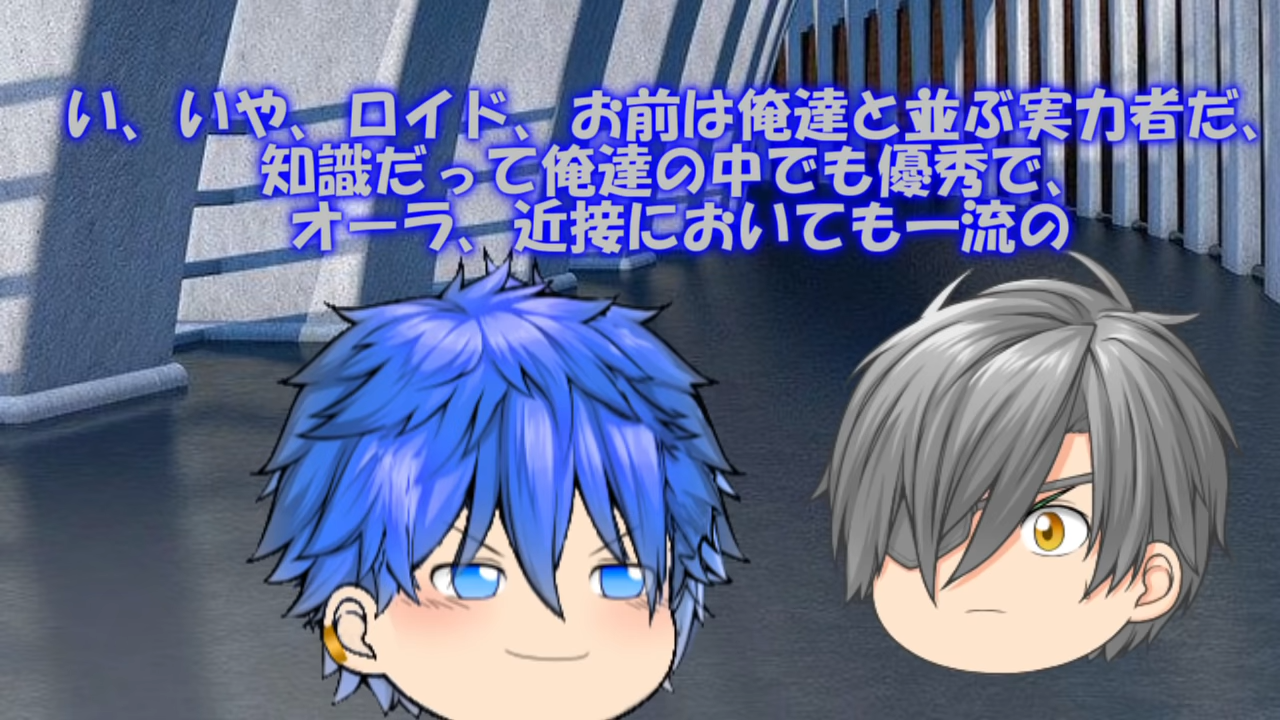 い、いや、ロイド、お前は俺達と並ぶ実力者だ、
知識だって俺達の中でも優秀で、
オーラ、近接においても一流の